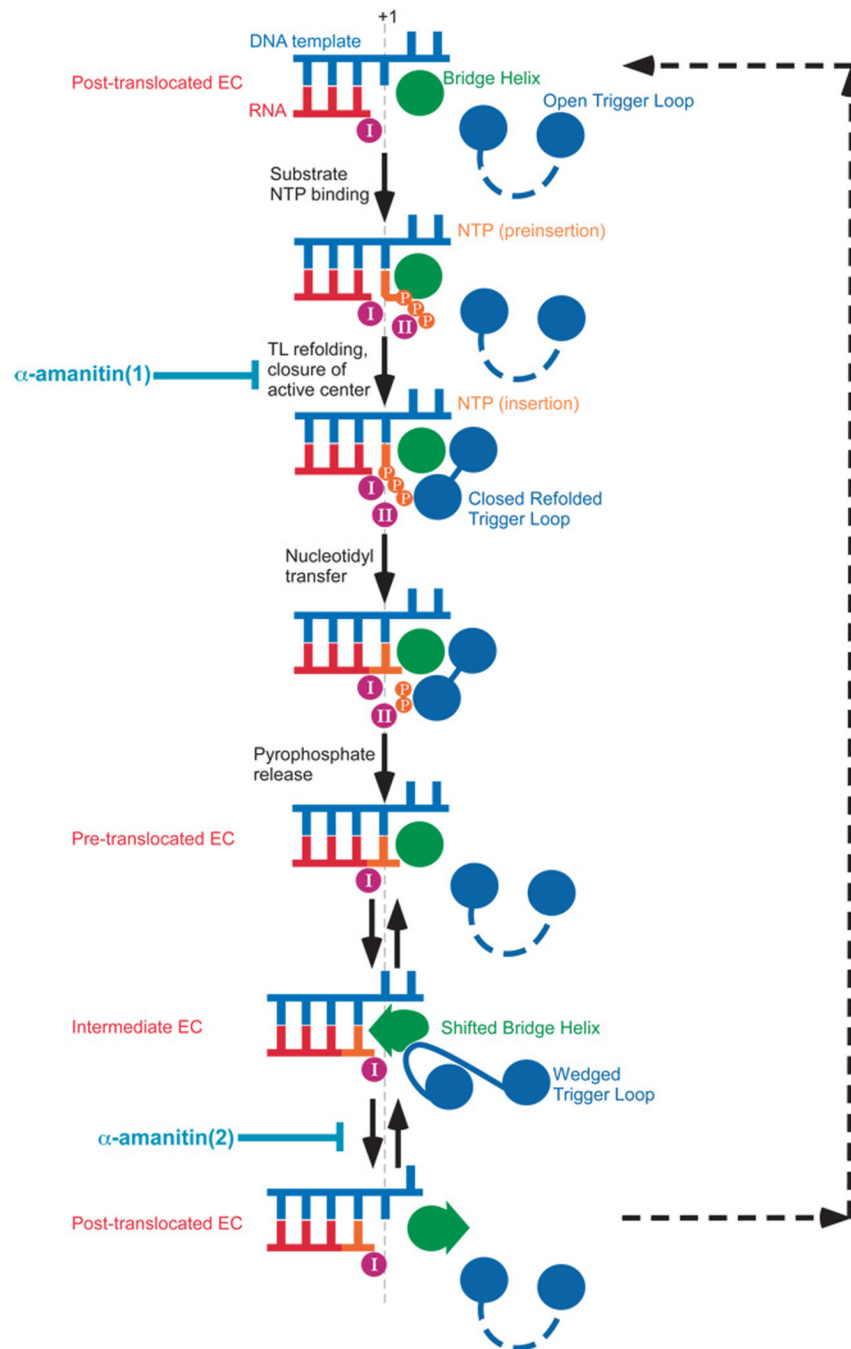 +1
DNA template
Post-translocated EC
Bridge Helix
Open Trigger Loop
RNA
I
Substrate
NTP binding
NTP (preinsertion)
P
P
P
I
II
α-amanitin(1)
TL refolding,
closure of
active center
NTP (insertion)
P
P
P
I
II
Closed Refolded
Trigger Loop
Nucleotidyl
transfer
I
P
P
II
Pyrophosphate
release
Pre-translocated EC
I
Intermediate EC
Shifted Bridge Helix
I
Wedged
Trigger Loop
α-amanitin(2)
Post-translocated EC
I